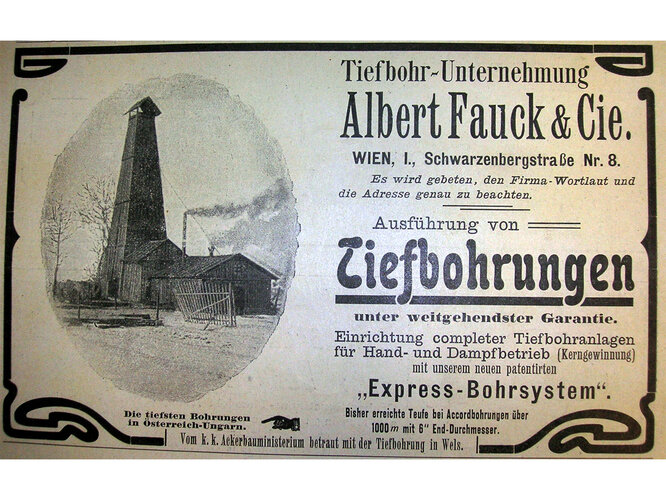 Tiefbohr-Unternehmung
Albert Fauck & Cie.
WIEN, I., Schwarzenbergstraße Nr. 8.
Es wird gebeten, den Firma-Wortlaut und
die Adresse genau zu beachten.
Ausführung von
Tiefbohrungen
unter weitgehendster Garantie.
Einrichtung completer Tiefbohranlagen
für Hand- und Dampfbetrieb (Kerngewinnung)
mit unserem neuen patentirten
„Express-Bohrsystem“.
Bisher erreichte Teufe bei Accordbohrungen über
1000 m mit 6" End-Durchmesser.
Die tiefsten Bohrungen
in Österreich-Ungarn.
Vom k. k. Ackerbauministerium betraut mit der Tiefbohrung in Wels.